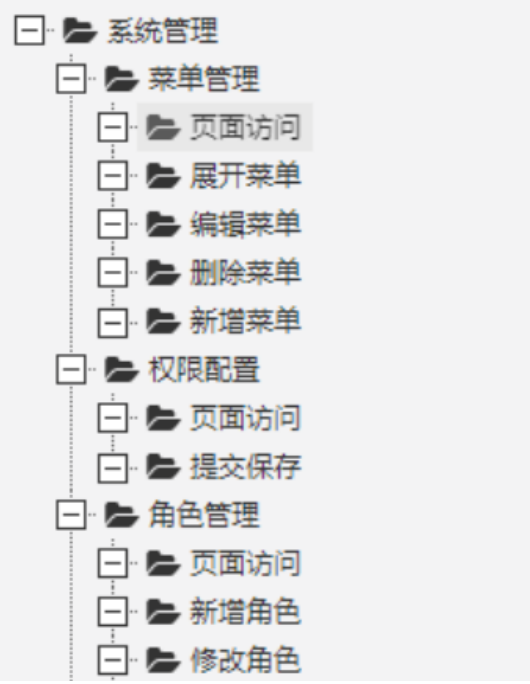 系统管理
菜单管理
页面访问
展开菜单
编辑菜单
删除菜单
新增菜单
权限配置
页面访问
提交保存
角色管理
页面访问
新增角色
修改角色